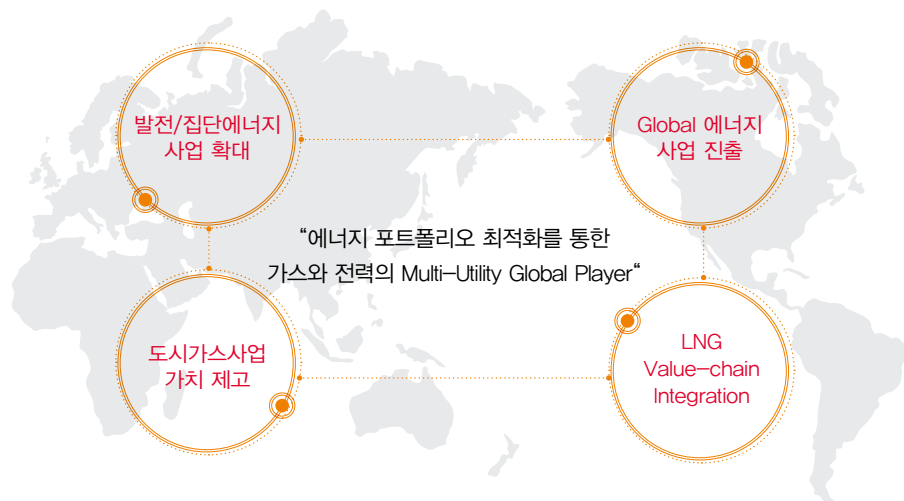 발전/집단에너지
사업 확대
Global 에너지
사업 진출
“에너지 포트폴리오 최적화를 통한
가스와 전력의 Multi-Utility Global Player“
도시가스사업
가치 제고
LNG
Value-chain
Integration